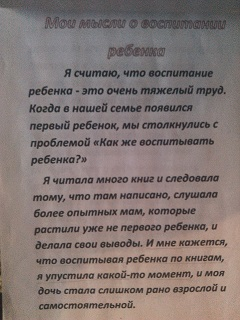 Мои мысли о воспитании
ребенка
Я считаю, что воспитание
ребенка - это очень тяжелый труд.
Когда в нашей семье появился
первый ребенок, мы столкнулись с
проблемой «Как же воспитывать
ребенка?»
Я читала много книг и следовала
тому, что там написано, слушала
более опытных мам, которые
растили уже не первого ребенка, и
делала свои выводы. И мне кажется,
что воспитывая ребенка по книгам,
я упустила какой-то момент, и моя
дочь стала слишком рано взрослой и
самостоятельной.